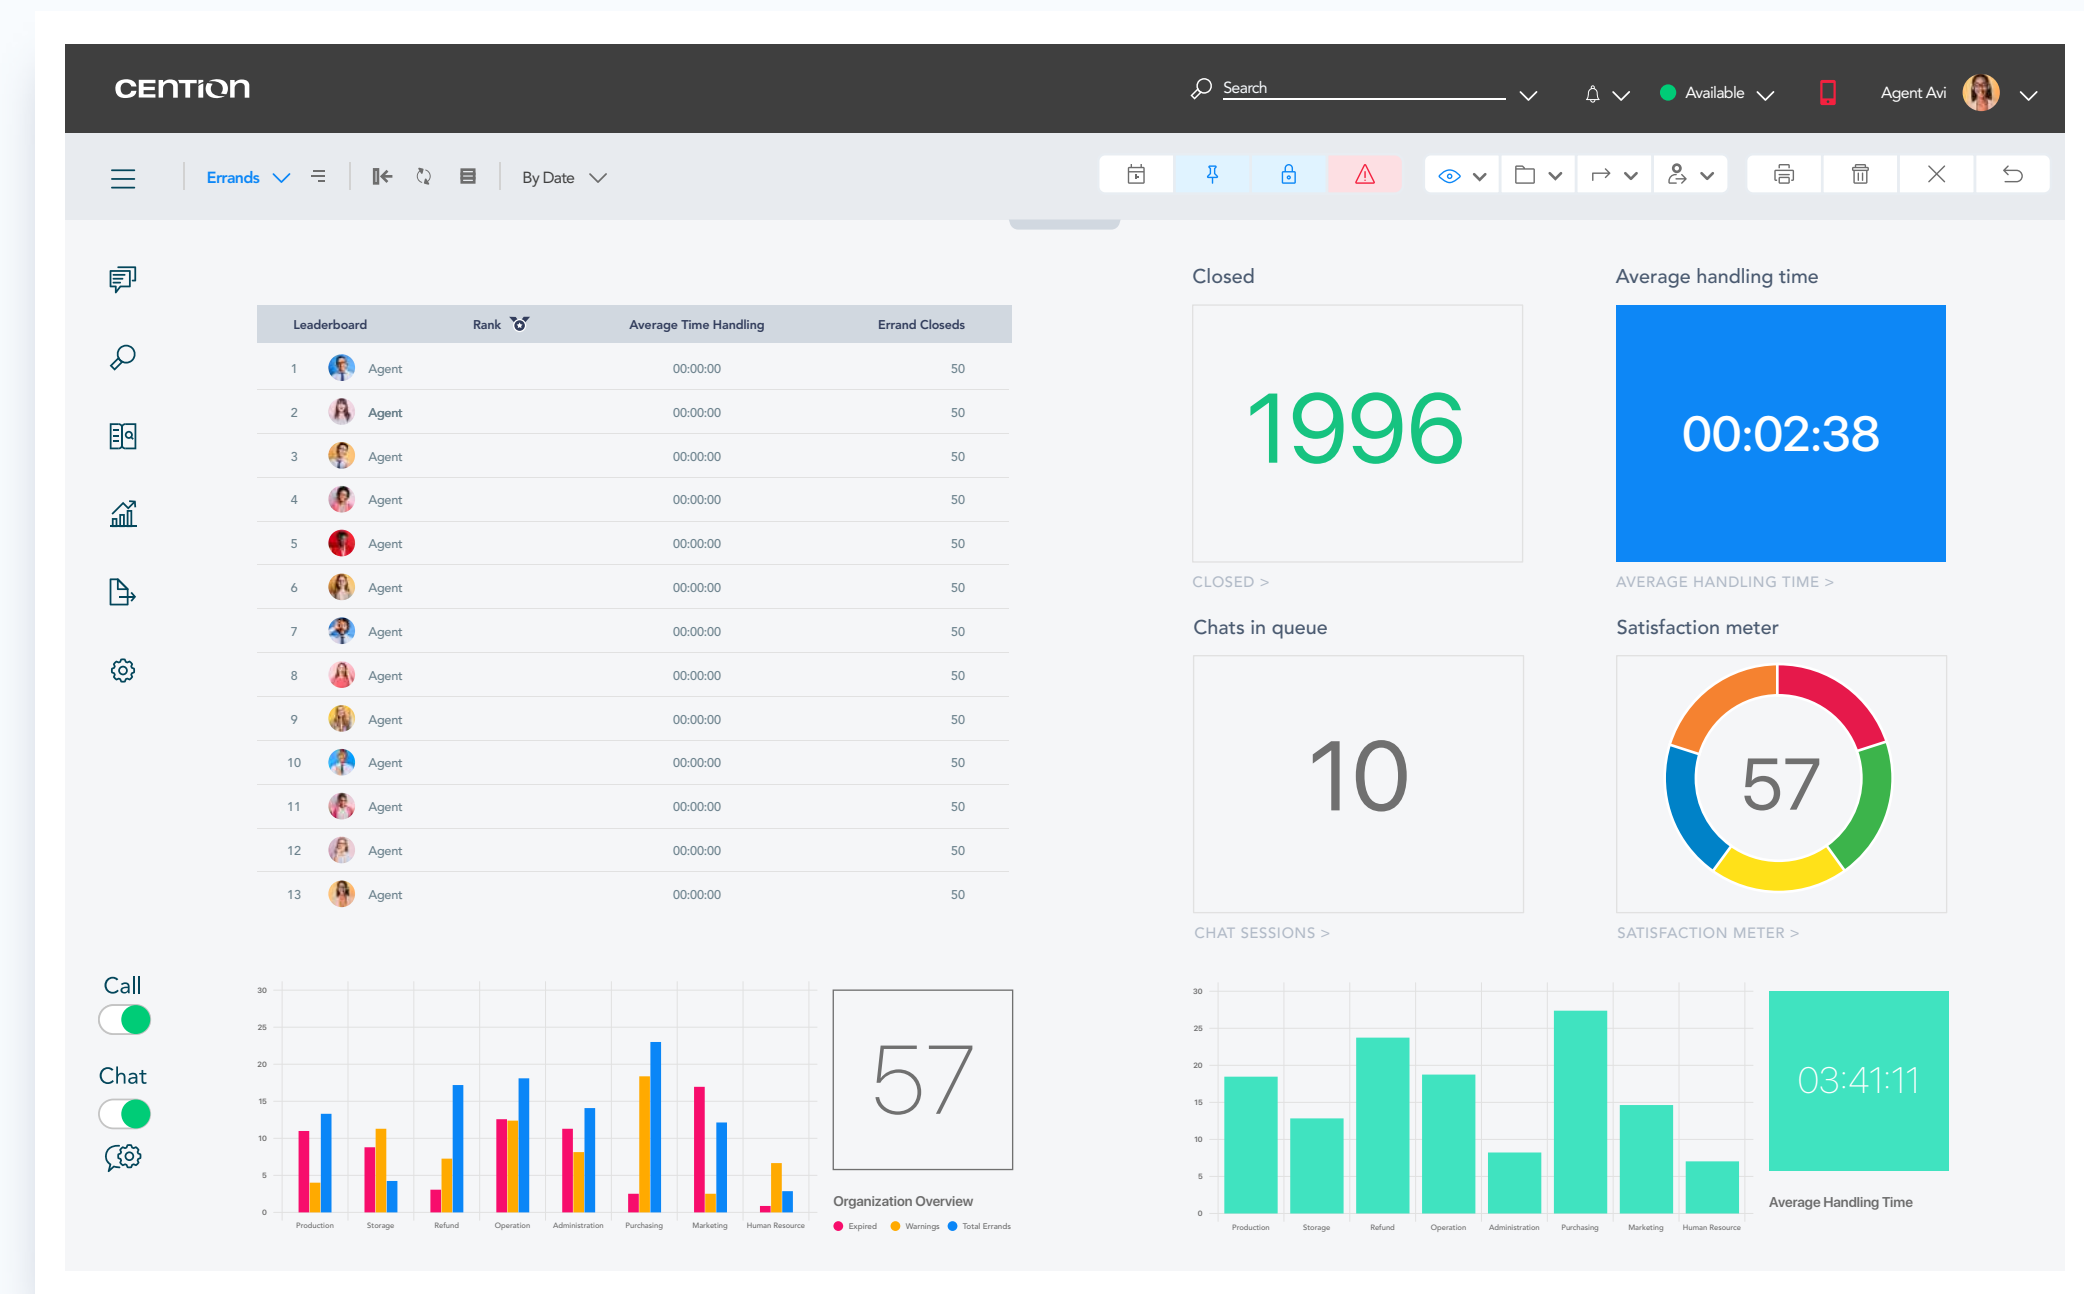 CENTION
Search
Available
Agent Avi
Errands
By Date
Closed
Average handling time
Leaderboard Rank Average Time Handling Errand Closeds
1 Agent 00:00:00 50
2 Agent 00:00:00 50
3 Agent 00:00:00 50
4 Agent 00:00:00 50
5 Agent 00:00:00 50
6 Agent 00:00:00 50
7 Agent 00:00:00 50
8 Agent 00:00:00 50
9 Agent 00:00:00 50
10 Agent 00:00:00 50
11 Agent 00:00:00 50
12 Agent 00:00:00 50
13 Agent 00:00:00 50
1996
00:02:38
CLOSED >
AVERAGE HANDLING TIME >
Chats in queue
Satisfaction meter
10
57
CHAT SESSIONS >
SATISFACTION METER >
Call
Chat
30
25
20
15
10
5
0
Production Storage Refund Operation Administration Purchasing Marketing Human Resource
57
Organization Overview
Expired Warnings Total Errands
30
25
20
15
10
5
0
Production Storage Refund Operation Administration Purchasing Marketing Human Resource
03:41:11
Average Handling Time